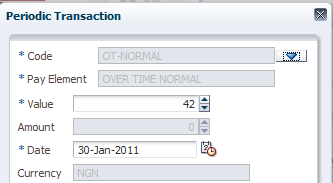 Periodic Transaction
* Code OT-NORMAL
* Pay Element OVER TIME NORMAL
* Value 42
Amount 0
* Date 30-Jan-2011
Currency NGN